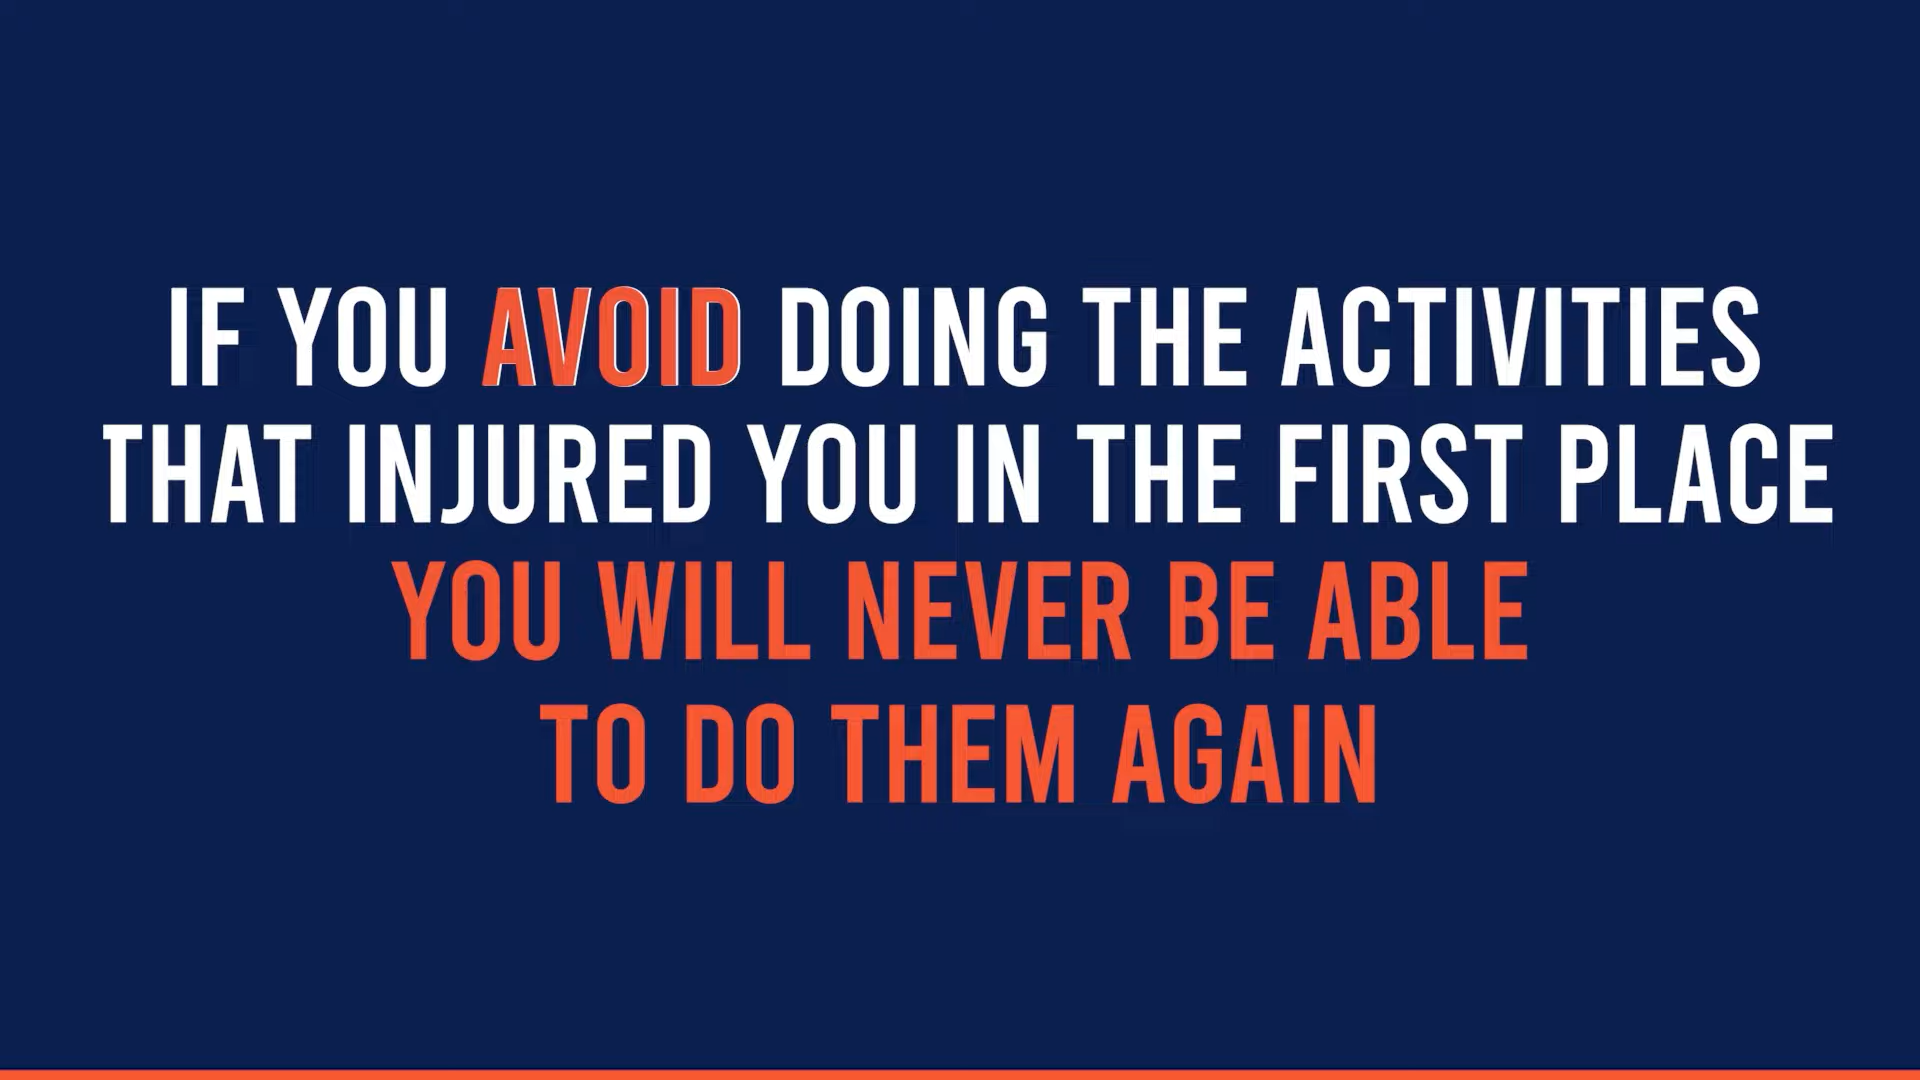 IF YOU AVOID DOING THE ACTIVITIES
THAT INJURED YOU IN THE FIRST PLACE
YOU WILL NEVER BE ABLE
TO DO THEM AGAIN